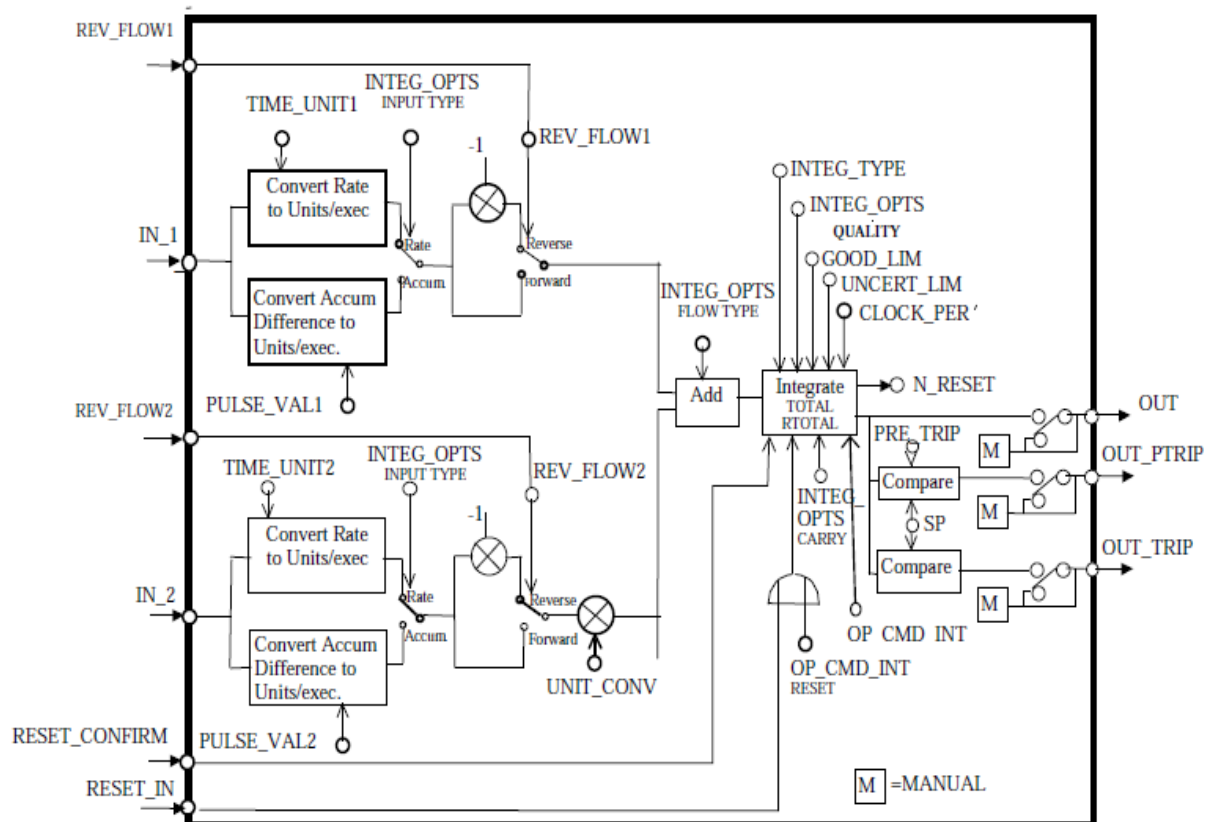 REV_FLOW1
TIME_UNIT1
INTEG_OPTS
INPUT TYPE
-1
REV_FLOW1
Convert Rate
to Units/exec
IN_1
Rate
Accum.
Reverse
Forward
Convert Accum
Difference to
Units/exec.
PULSE_VAL1
INTEG_TYPE
INTEG_OPTS
QUALITY
GOOD_LIM
UNCERT_LIM
CLOCK_PER′
INTEG_OPTS
FLOW TYPE
Add
Integrate
TOTAL
RTOTAL
N_RESET
OUT
M
PRE_TRIP
Compare
OUT_PTRIP
M
SP
Compare
OUT_TRIP
M
REV_FLOW2
TIME_UNIT2
INTEG_OPTS
INPUT TYPE
-1
REV_FLOW2
Convert Rate
to Units/exec
IN_2
Rate
Accum.
Reverse
Forward
Convert Accum
Difference to
Units/exec.
PULSE_VAL2
UNIT_CONV
INTEG_
OPTS
CARRY
OP_CMD_INT
OP_CMD_INT
RESET
RESET_CONFIRM
RESET_IN
M =MANUAL